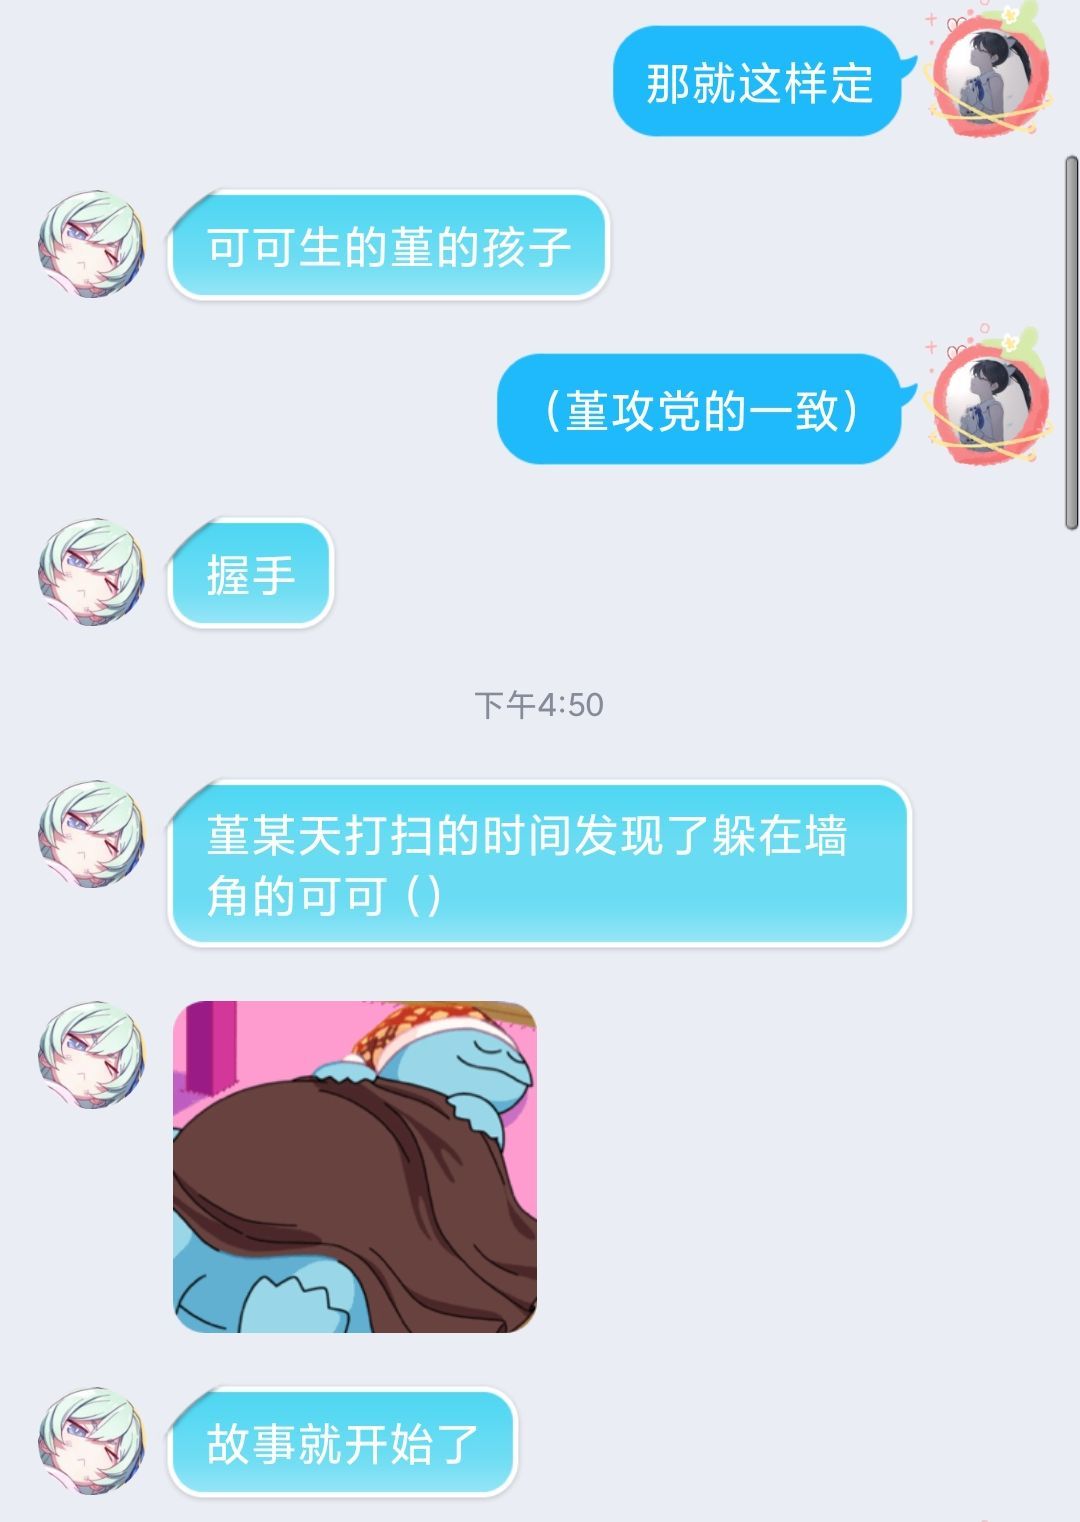 那就这样定
可可生的堇的孩子
（堇攻党的一致）
握手
下午4:50
堇某天打扫的时间发现了躲在墙
角的可可（）
故事就开始了